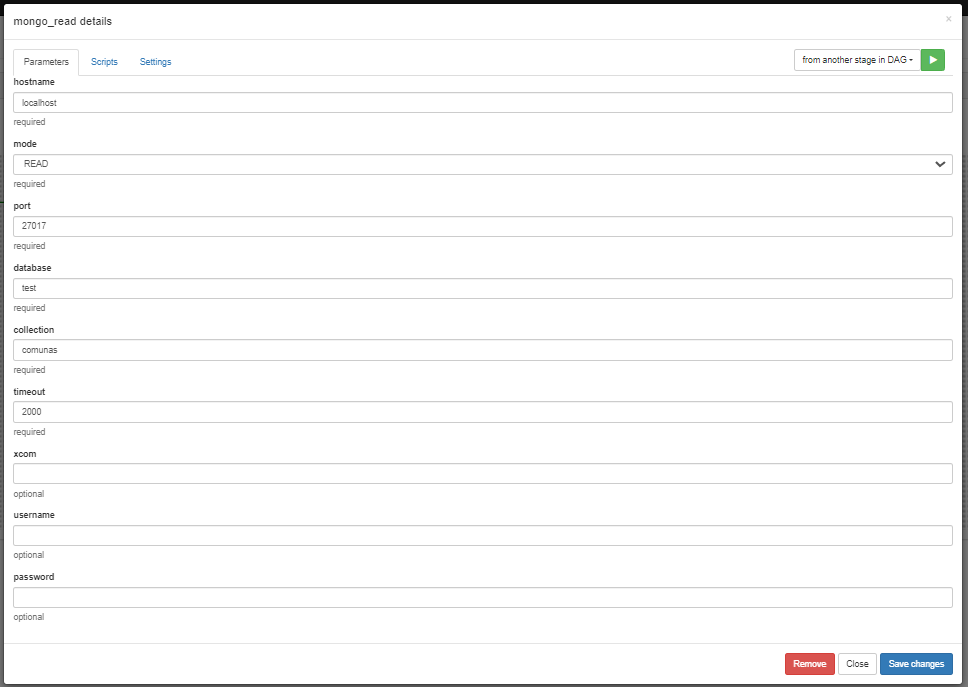 mongo_read details
×
Parameters
Scripts
Settings
from another stage in DAG
hostname
localhost
required
mode
READ
required
port
27017
required
database
test
required
collection
comunas
required
timeout
2000
required
xcom
optional
username
optional
password
optional
Remove
Close
Save changes